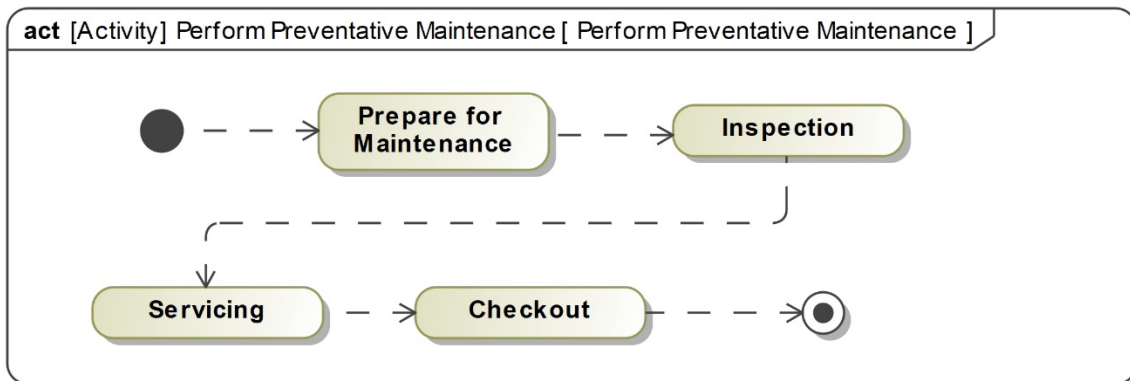 act [Activity] Perform Preventative Maintenance [ Perform Preventative Maintenance ]
Prepare for
Maintenance
Inspection
Servicing
Checkout